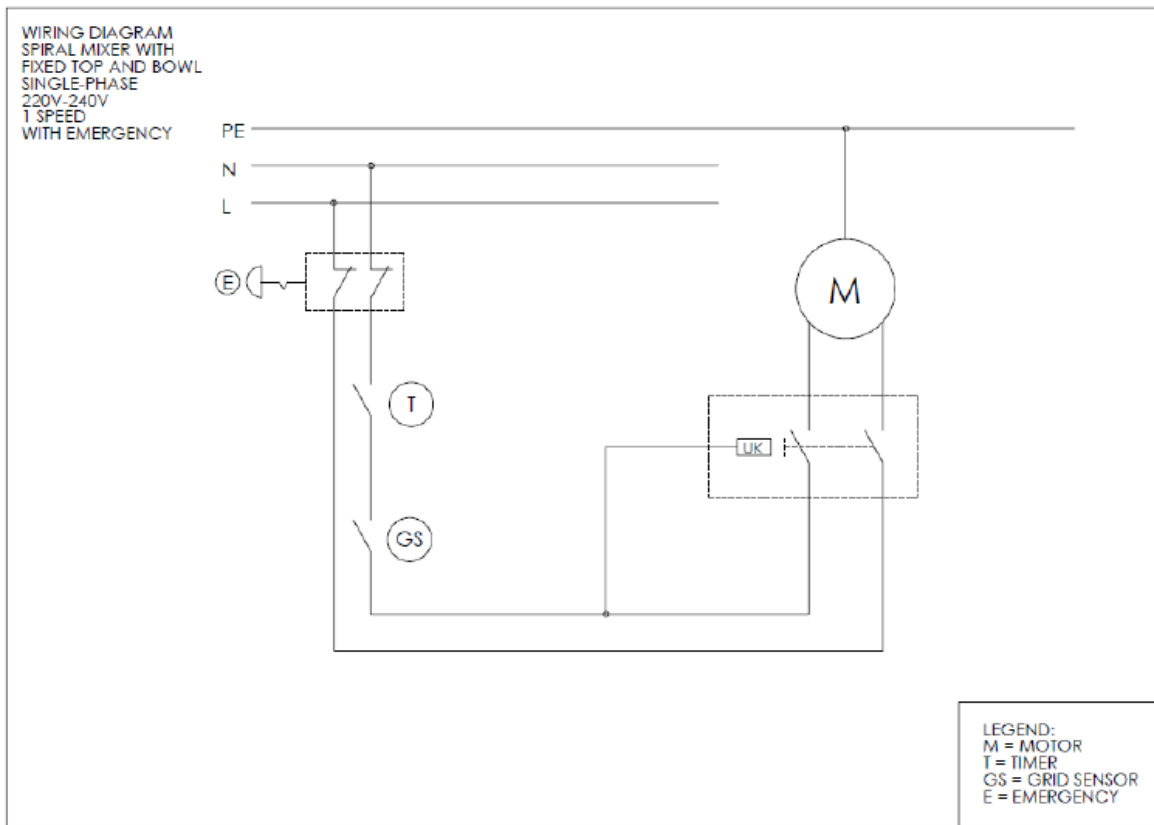 WIRING DIAGRAM
SPIRAL MIXER WITH
FIXED TOP AND BOWL
SINGLE-PHASE
220V-240V
1 SPEED
WITH EMERGENCY
PE
N
L
E
M
T
UK
GS
LEGEND:
M = MOTOR
T = TIMER
GS = GRID SENSOR
E = EMERGENCY